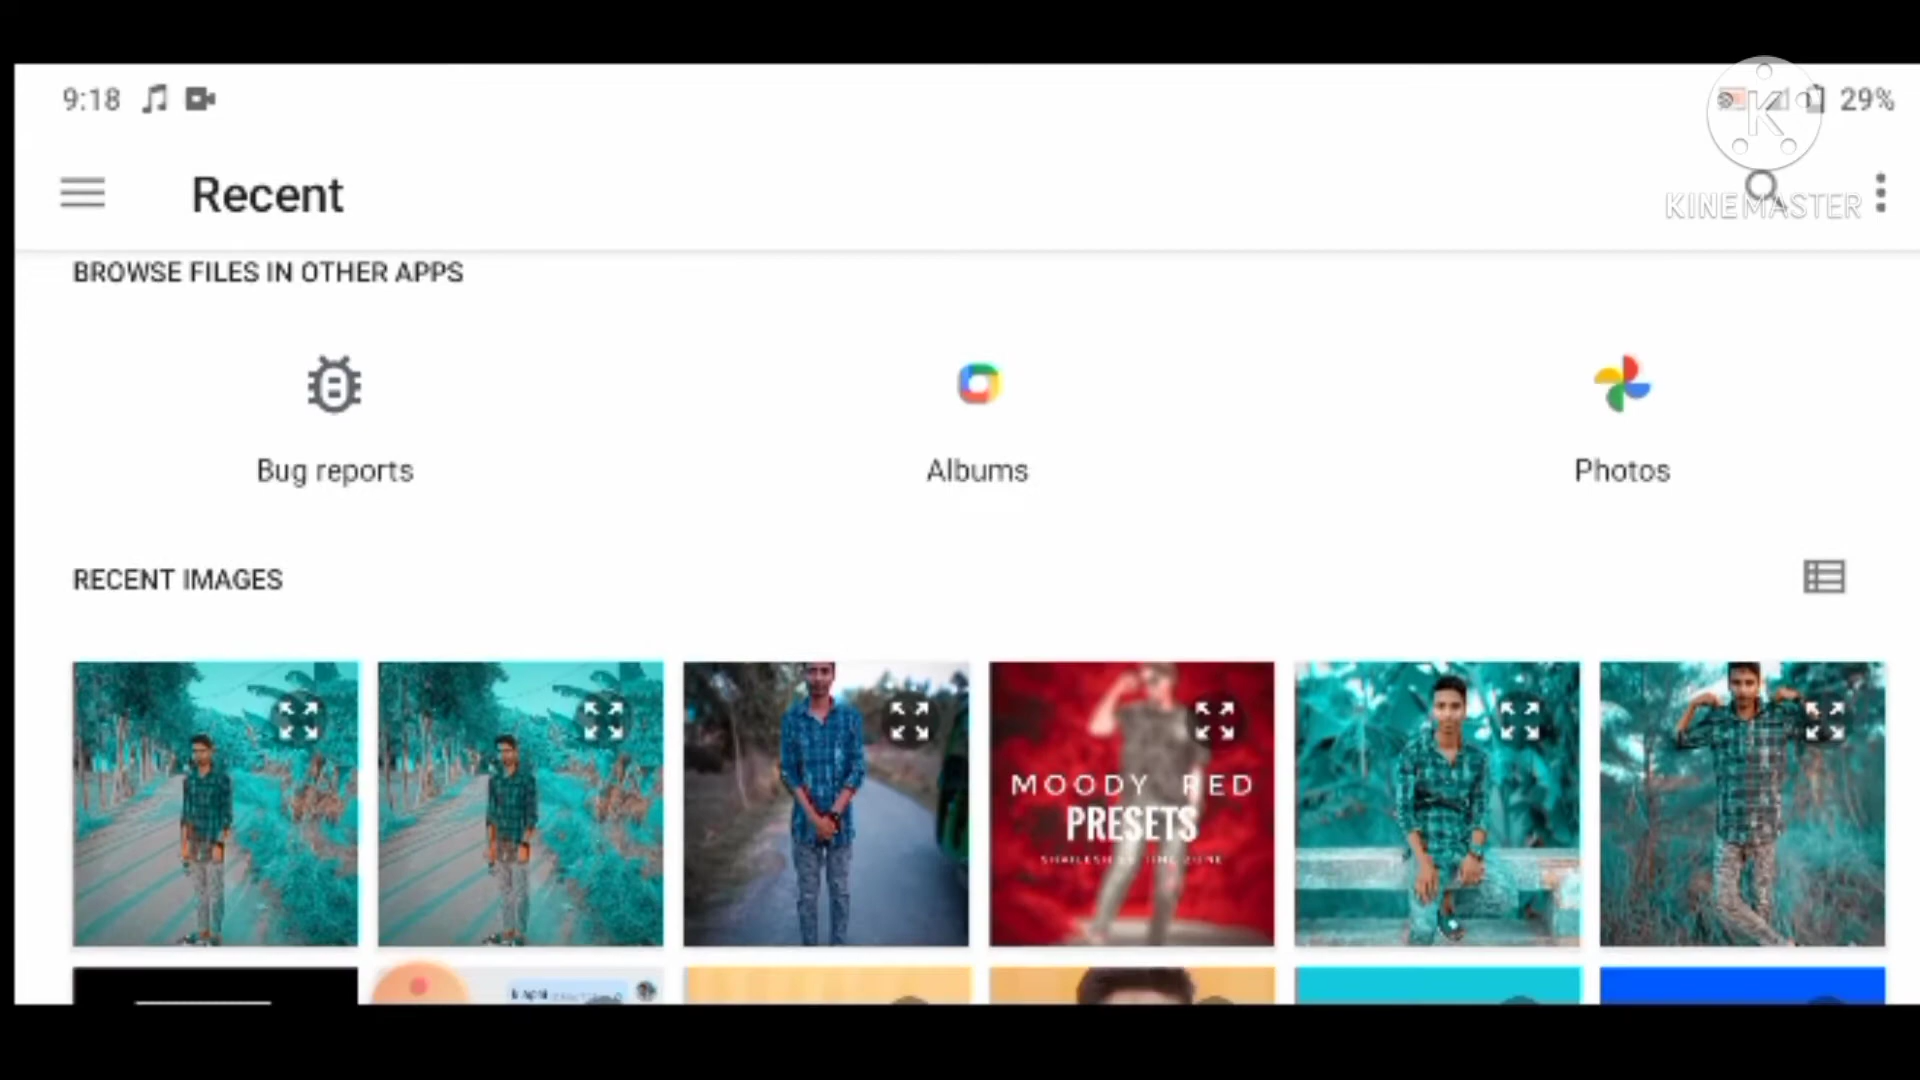 9:18
29%
Recent
KINEMASTER
BROWSE FILES IN OTHER APPS
Bug reports
Albums
Photos
RECENT IMAGES
MOODY RED
PRESETS